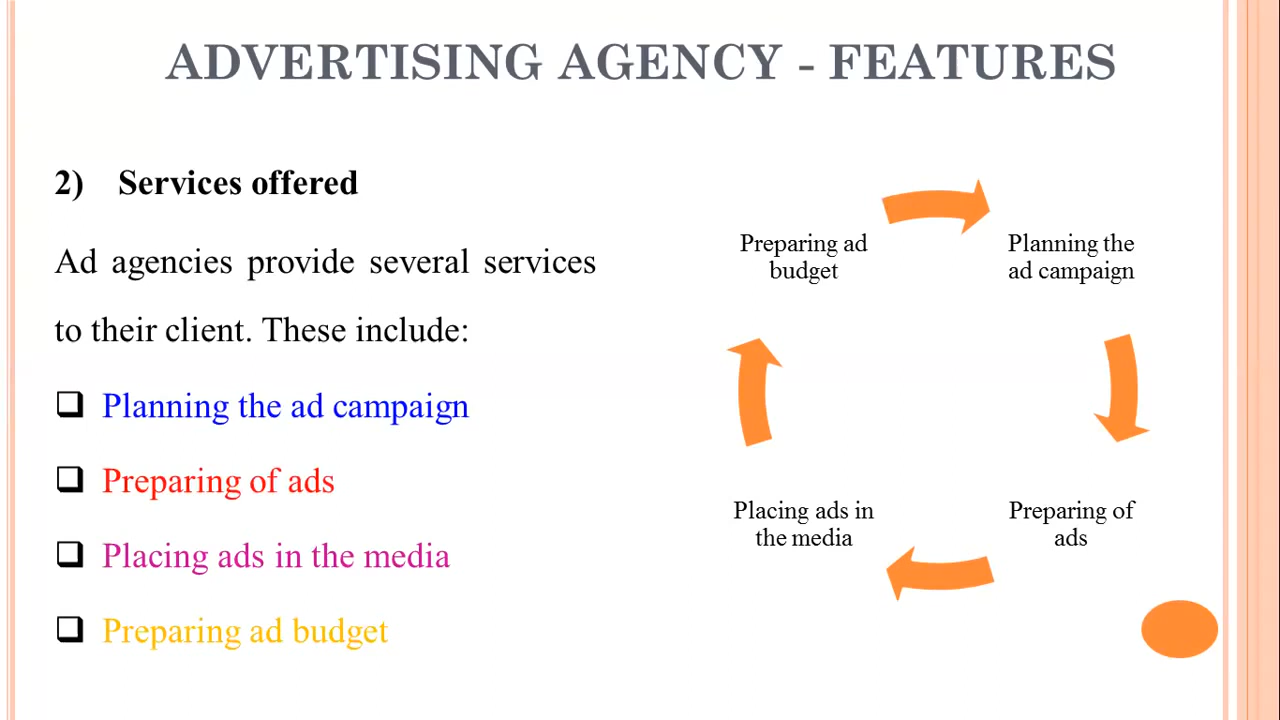 ADVERTISING AGENCY - FEATURES
2) Services offered
Ad agencies provide several services
to their client. These include:
❑ Planning the ad campaign
❑ Preparing of ads
❑ Placing ads in the media
❑ Preparing ad budget
Preparing ad
budget
Planning the
ad campaign
Preparing of
ads
Placing ads in
the media